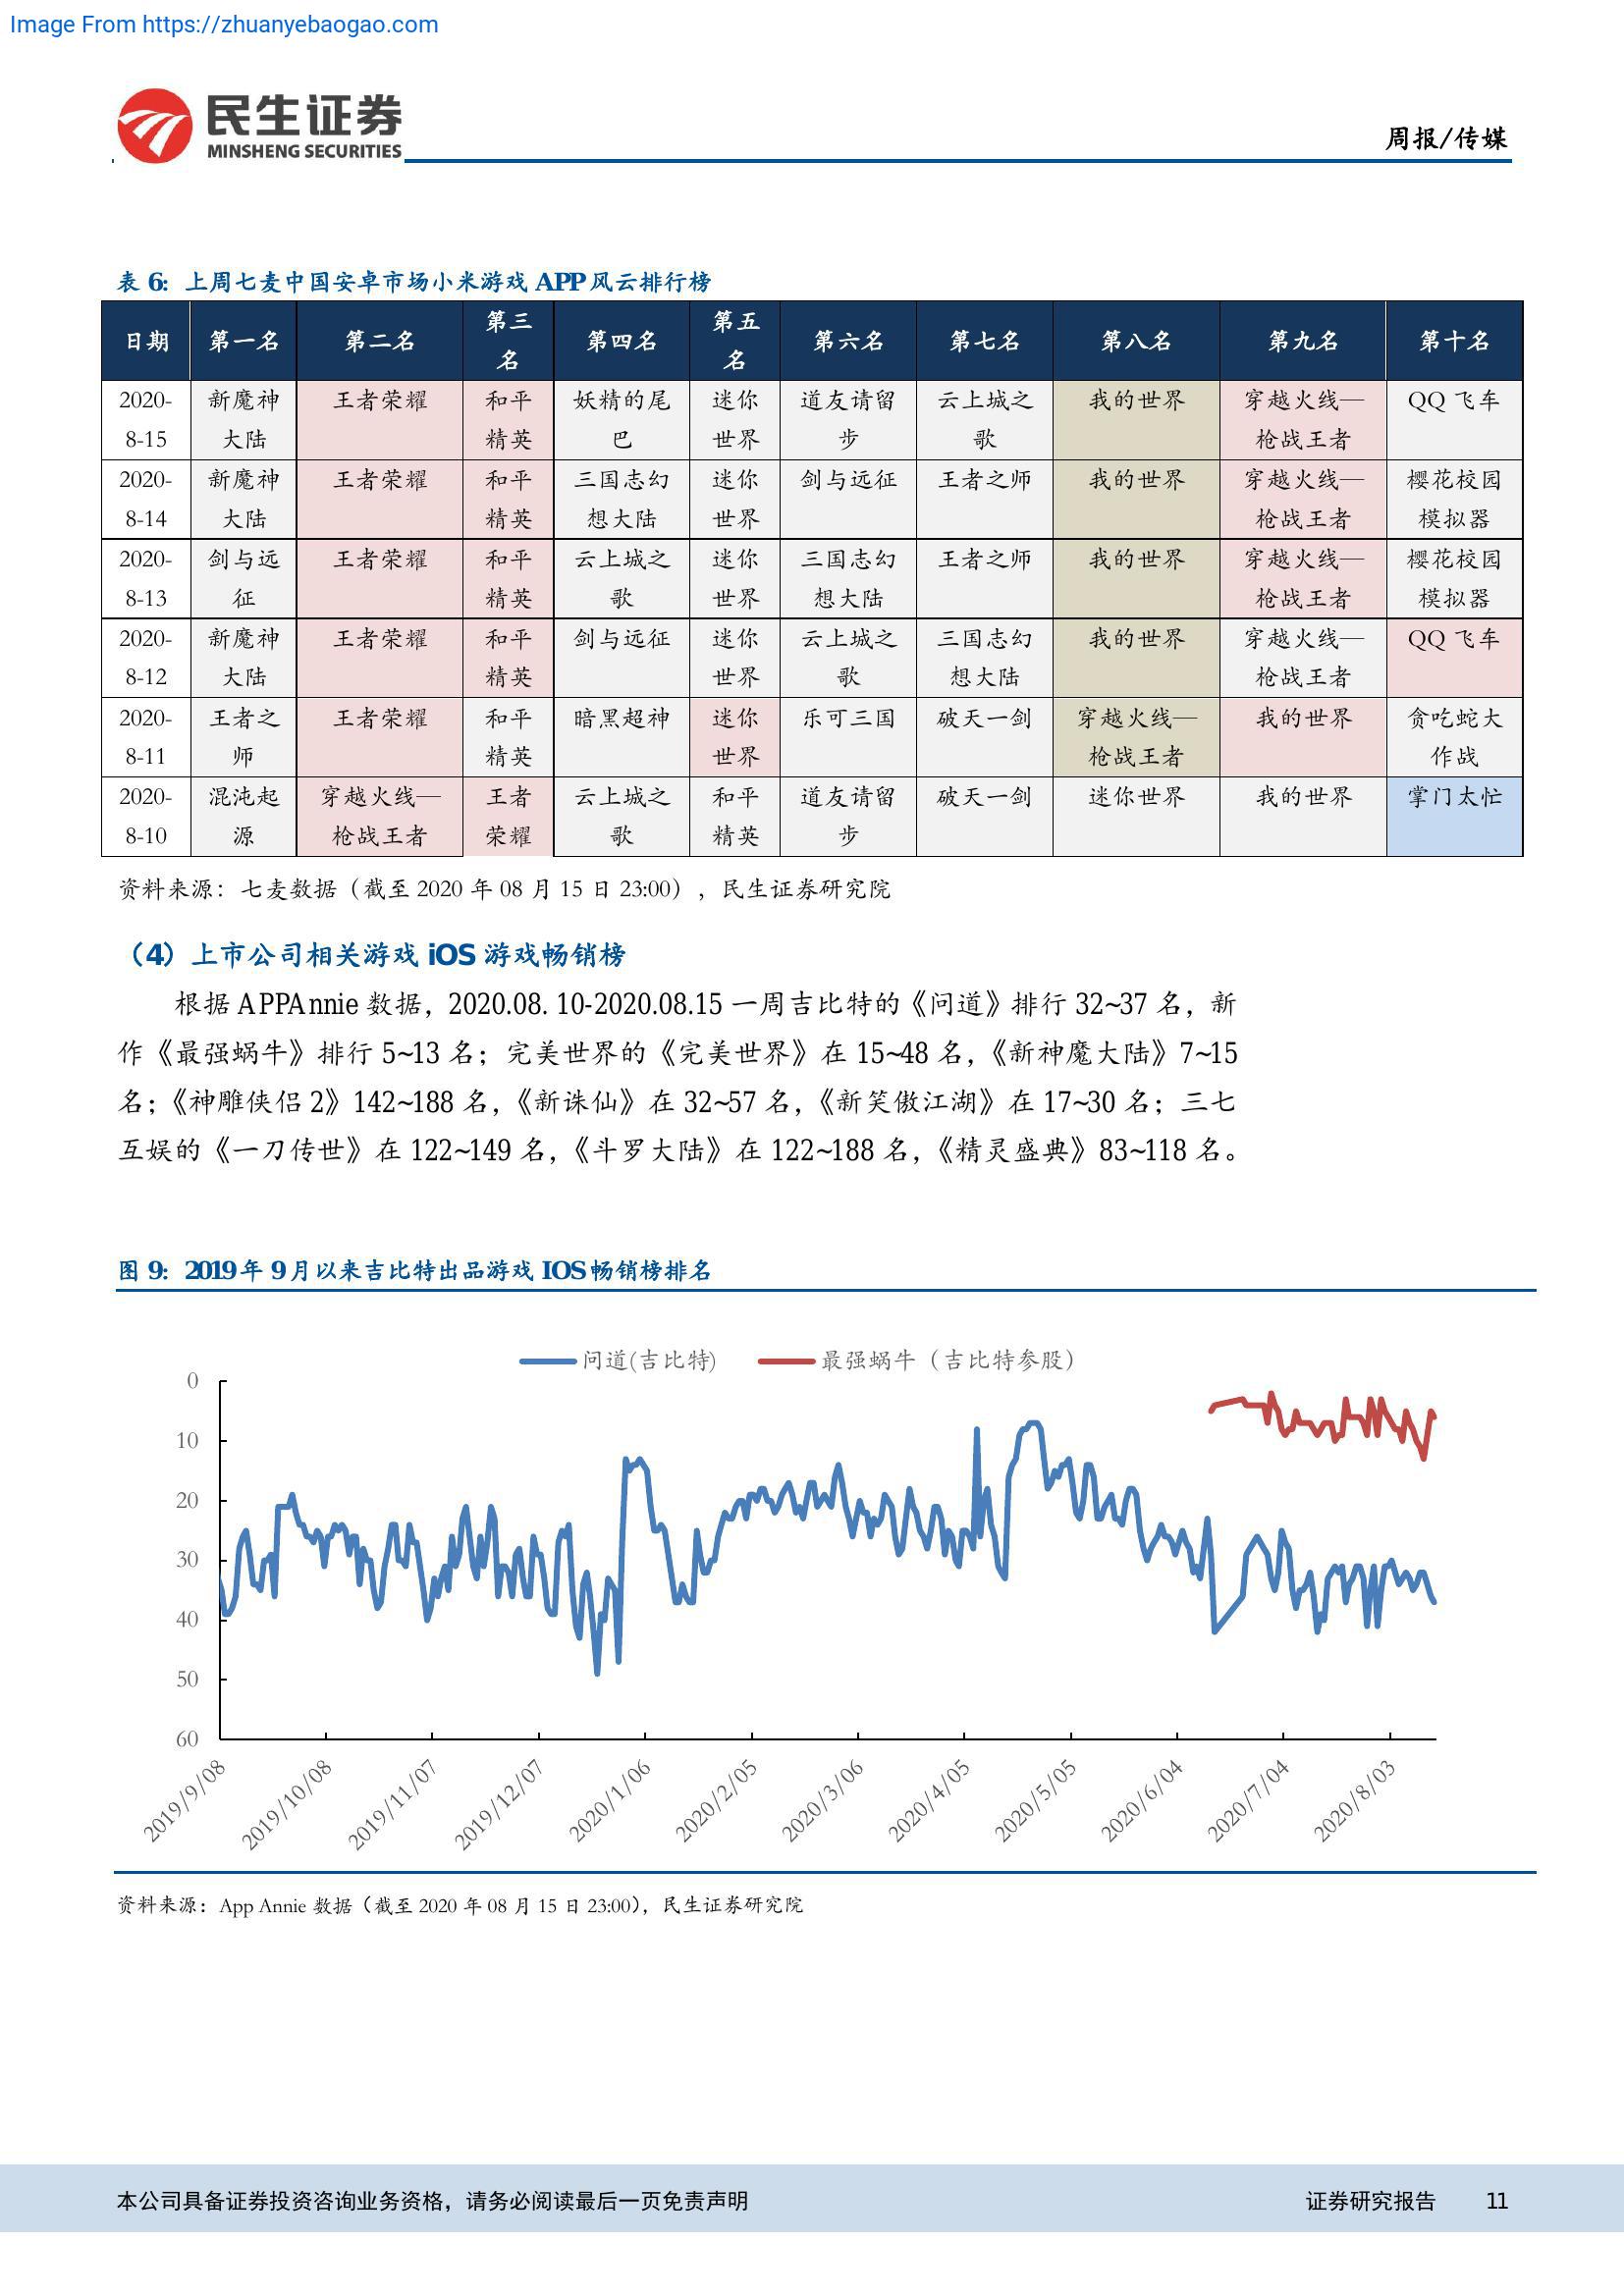 Image From https://zhuanyebaogao.com
民生证券
MINSHENG SECURITIES
周报/传媒
表 6: 上周七麦中国安卓市场小米游戏 APP 风云排行榜
日期 第一名 第二名 第三名 第四名 第五名 第六名 第七名 第八名 第九名 第十名
2020-8-15 新魔神大陆 王者荣耀 和平精英 妖精的尾巴 迷你世界 道友请留步 云上城之歌 我的世界 穿越火线—枪战王者 QQ 飞车
2020-8-14 新魔神大陆 王者荣耀 和平精英 三国志幻想大陆 迷你世界 剑与远征 王者之师 我的世界 穿越火线—枪战王者 樱花校园模拟器
2020-8-13 剑与远征 王者荣耀 和平精英 云上城之歌 迷你世界 三国志幻想大陆 王者之师 我的世界 穿越火线—枪战王者 樱花校园模拟器
2020-8-12 新魔神大陆 王者荣耀 和平精英 剑与远征 迷你世界 云上城之歌 三国志幻想大陆 我的世界 穿越火线—枪战王者 QQ 飞车
2020-8-11 王者之师 王者荣耀 和平精英 暗黑超神 迷你世界 乐可三国 破天一剑 穿越火线—枪战王者 我的世界 贪吃蛇大作战
2020-8-10 混沌起源 穿越火线—枪战王者 王者荣耀 云上城之歌 和平精英 道友请留步 破天一剑 迷你世界 我的世界 掌门太忙
资料来源：七麦数据（截至 2020 年 08 月 15 日 23:00），民生证券研究院
（4）上市公司相关游戏 iOS 游戏畅销榜
根据 APPAnnie 数据，2020.08. 10-2020.08.15 一周吉比特的《问道》排行 32~37 名，新
作《最强蜗牛》排行 5~13 名；完美世界的《完美世界》在 15~48 名，《新神魔大陆》7~15
名；《神雕侠侣 2》142~188 名，《新诛仙》在 32~57 名，《新笑傲江湖》在 17~30 名；三七
互娱的《一刀传世》在 122~149 名，《斗罗大陆》在 122~188 名，《精灵盛典》83~118 名。
图 9: 2019 年 9 月以来吉比特出品游戏 IOS 畅销榜排名
问道(吉比特) 最强蜗牛（吉比特参股）
0
10
20
30
40
50
60
2019/9/08 2019/10/08 2019/11/07 2019/12/07 2020/1/06 2020/2/05 2020/3/06 2020/4/05 2020/5/05 2020/6/04 2020/7/04 2020/8/03
资料来源：App Annie 数据（截至 2020 年 08 月 15 日 23:00），民生证券研究院
本公司具备证券投资咨询业务资格，请务必阅读最后一页免责声明 证券研究报告 11